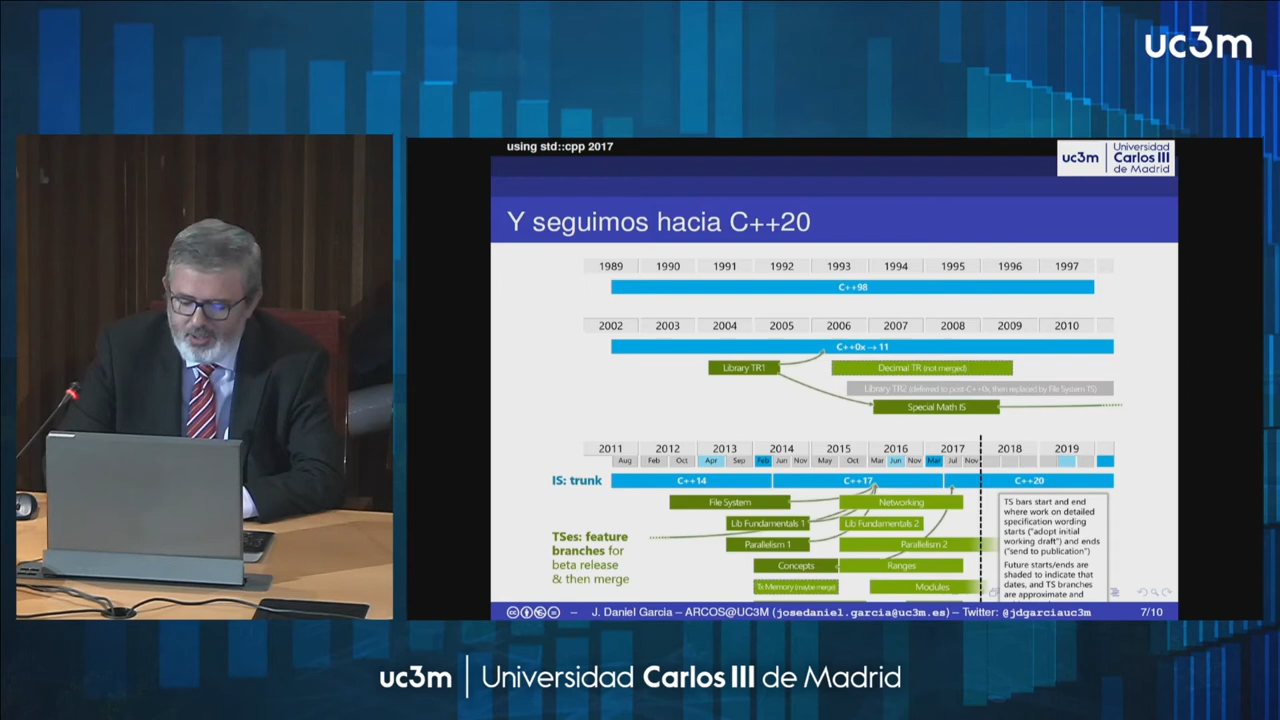 uc3m
using std::cpp 2017
uc3m Universidad Carlos III de Madrid
Y seguimos hacia C++20
1989 1990 1991 1992 1993 1994 1995 1996 1997
C++98
2002 2003 2004 2005 2006 2007 2008 2009 2010
C++0x → 11
Library TR1
Decimal TR (not merged)
Library TR2 (deferred to post-C++0x, then replaced by File System TS)
Special Math IS
2011 2012 2013 2014 2015 2016 2017 2018 2019
Aug Feb Oct Apr Sep Feb Jun Nov May Oct Mar Jun Nov Mar Jul Nov
IS: trunk
C++14
C++17
C++20
File System
Networking
Lib Fundamentals 1
Lib Fundamentals 2
Parallelism 1
Parallelism 2
Concepts
Ranges
Tx Memory (maybe merge)
Modules
TSes: feature
branches for
beta release
& then merge
TS bars start and end
where work on detailed
specification wording
starts ("adopt initial
working draft") and ends
("send to publication")
Future starts/ends are
shaded to indicate that
dates, and TS branches
are approximate and
J. Daniel Garcia – ARCOS@UC3M (josedaniel.garcia@uc3m.es) – Twitter: @jdgarciauc3m 7/10
uc3m Universidad Carlos III de Madrid